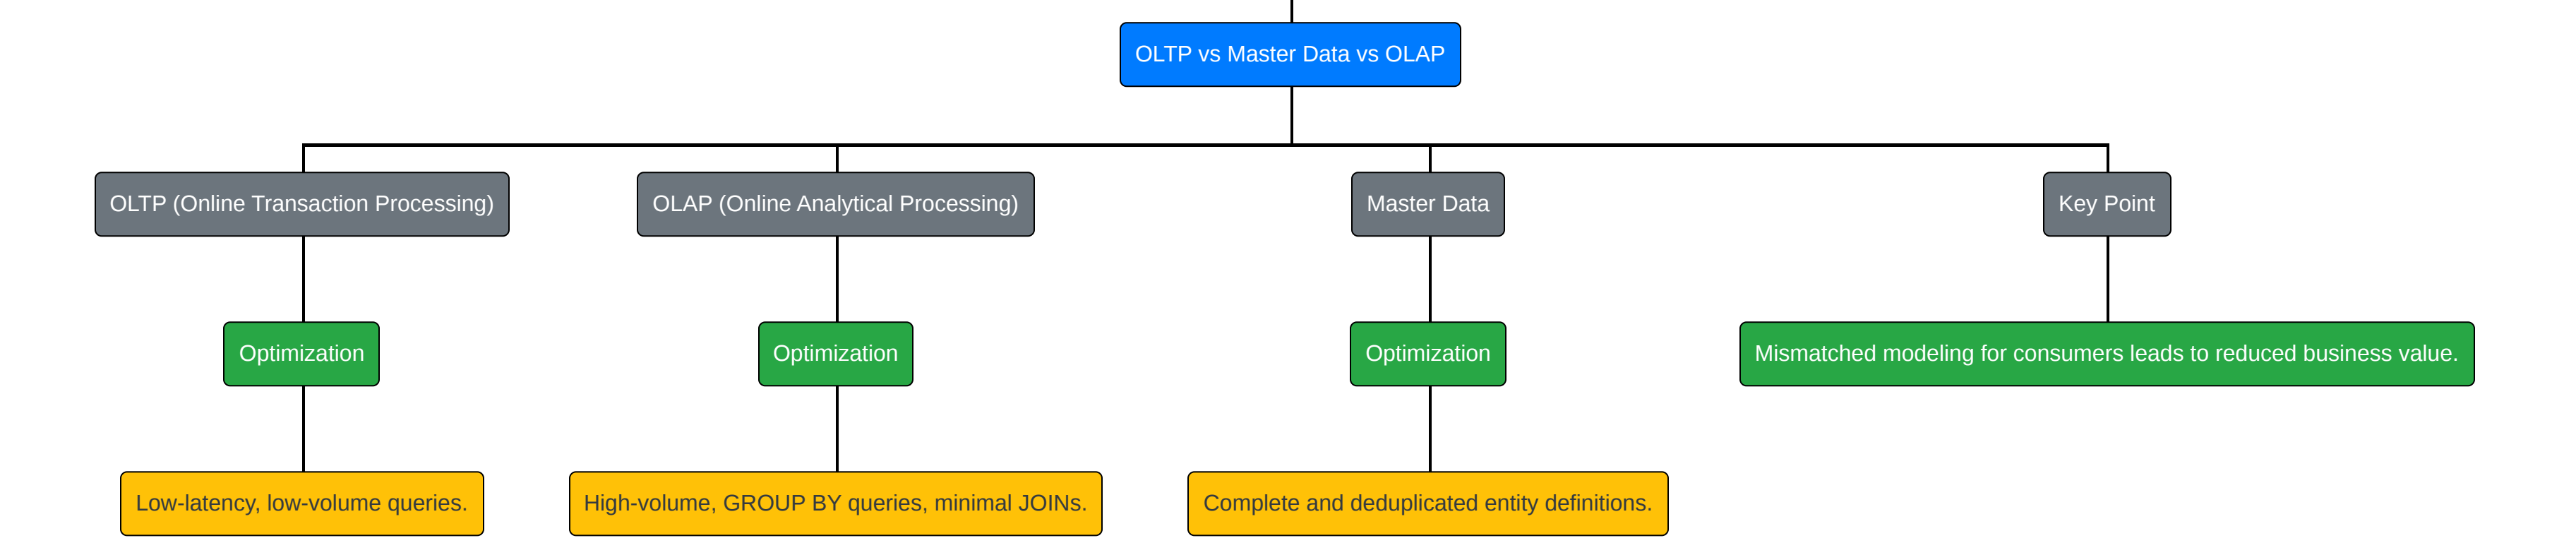 OLTP vs Master Data vs OLAP
OLTP (Online Transaction Processing)
OLAP (Online Analytical Processing)
Master Data
Key Point
Optimization
Optimization
Optimization
Mismatched modeling for consumers leads to reduced business value.
Low-latency, low-volume queries.
High-volume, GROUP BY queries, minimal JOINs.
Complete and deduplicated entity definitions.